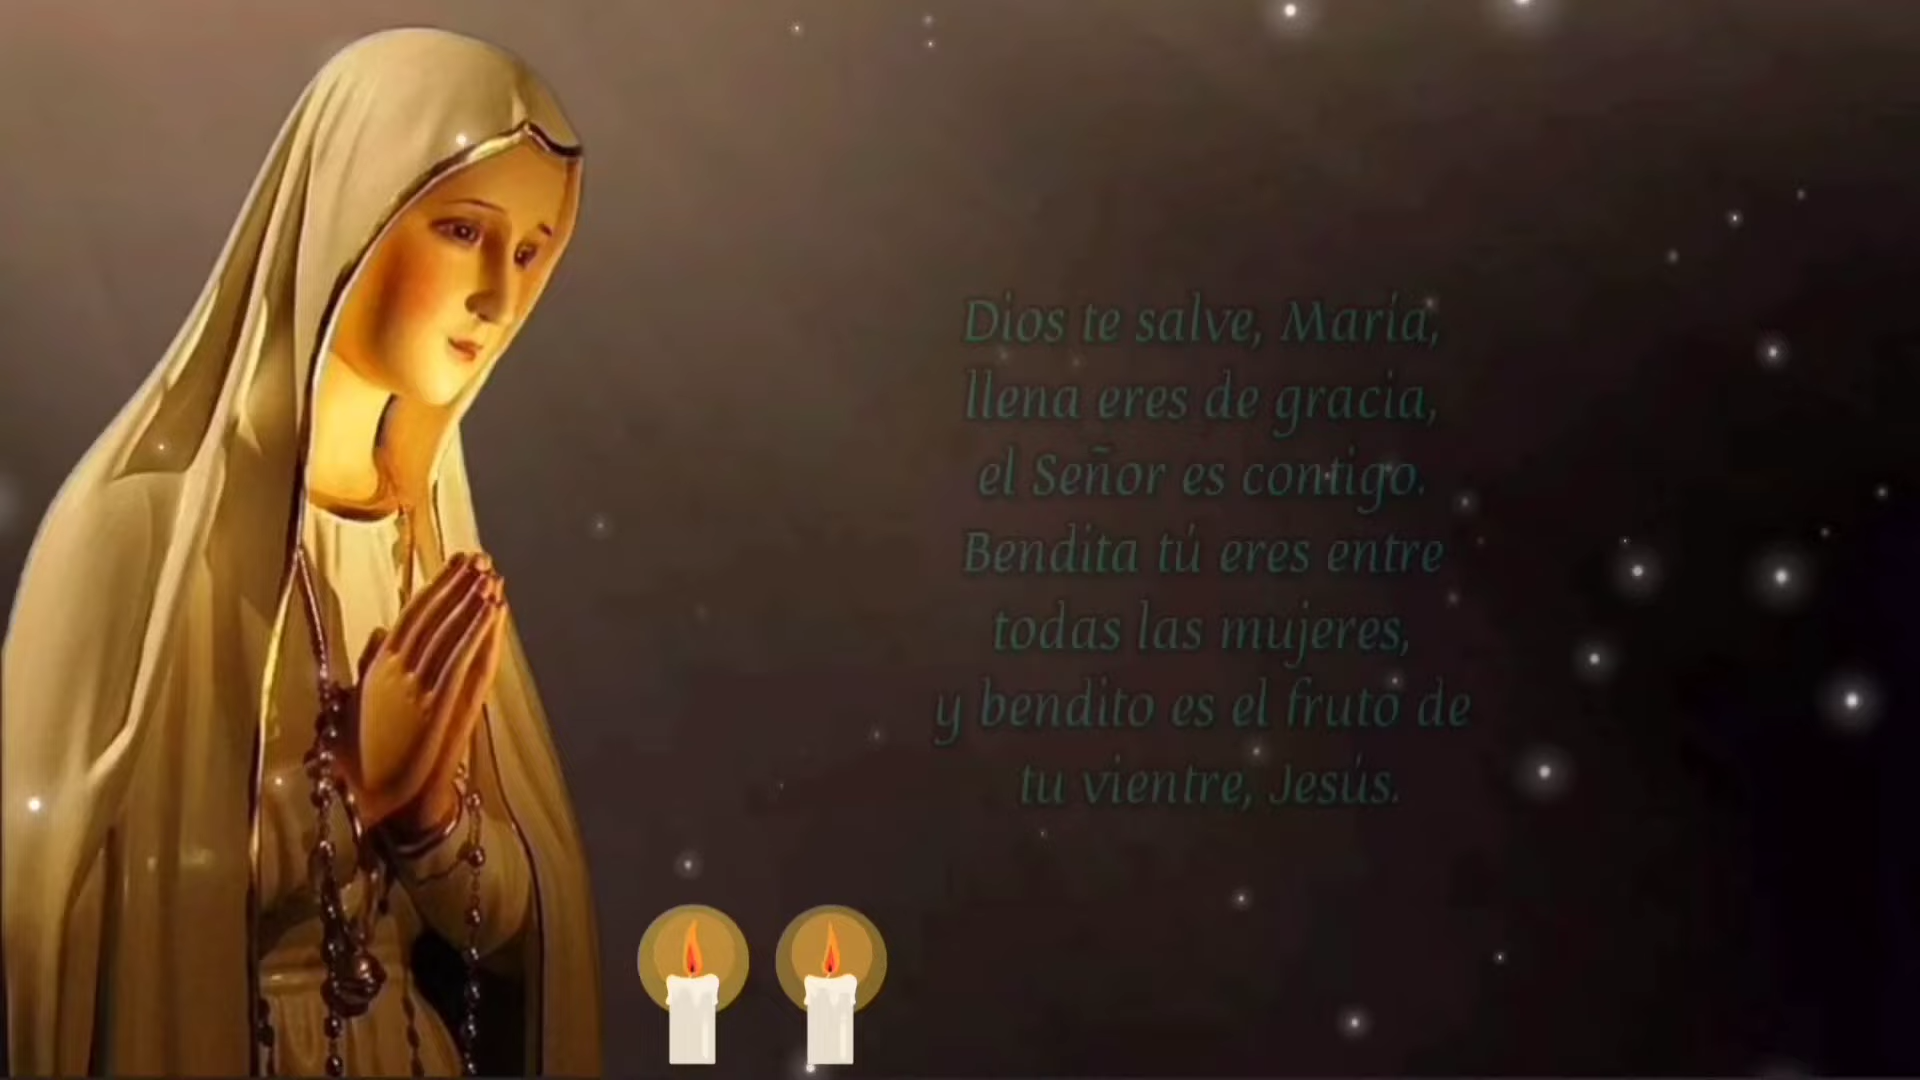 Dios te salve, María,
llena eres de gracia,
el Señor es contigo.
Bendita tú eres entre
todas las mujeres,
y bendito es el fruto de
tu vientre, Jesús.